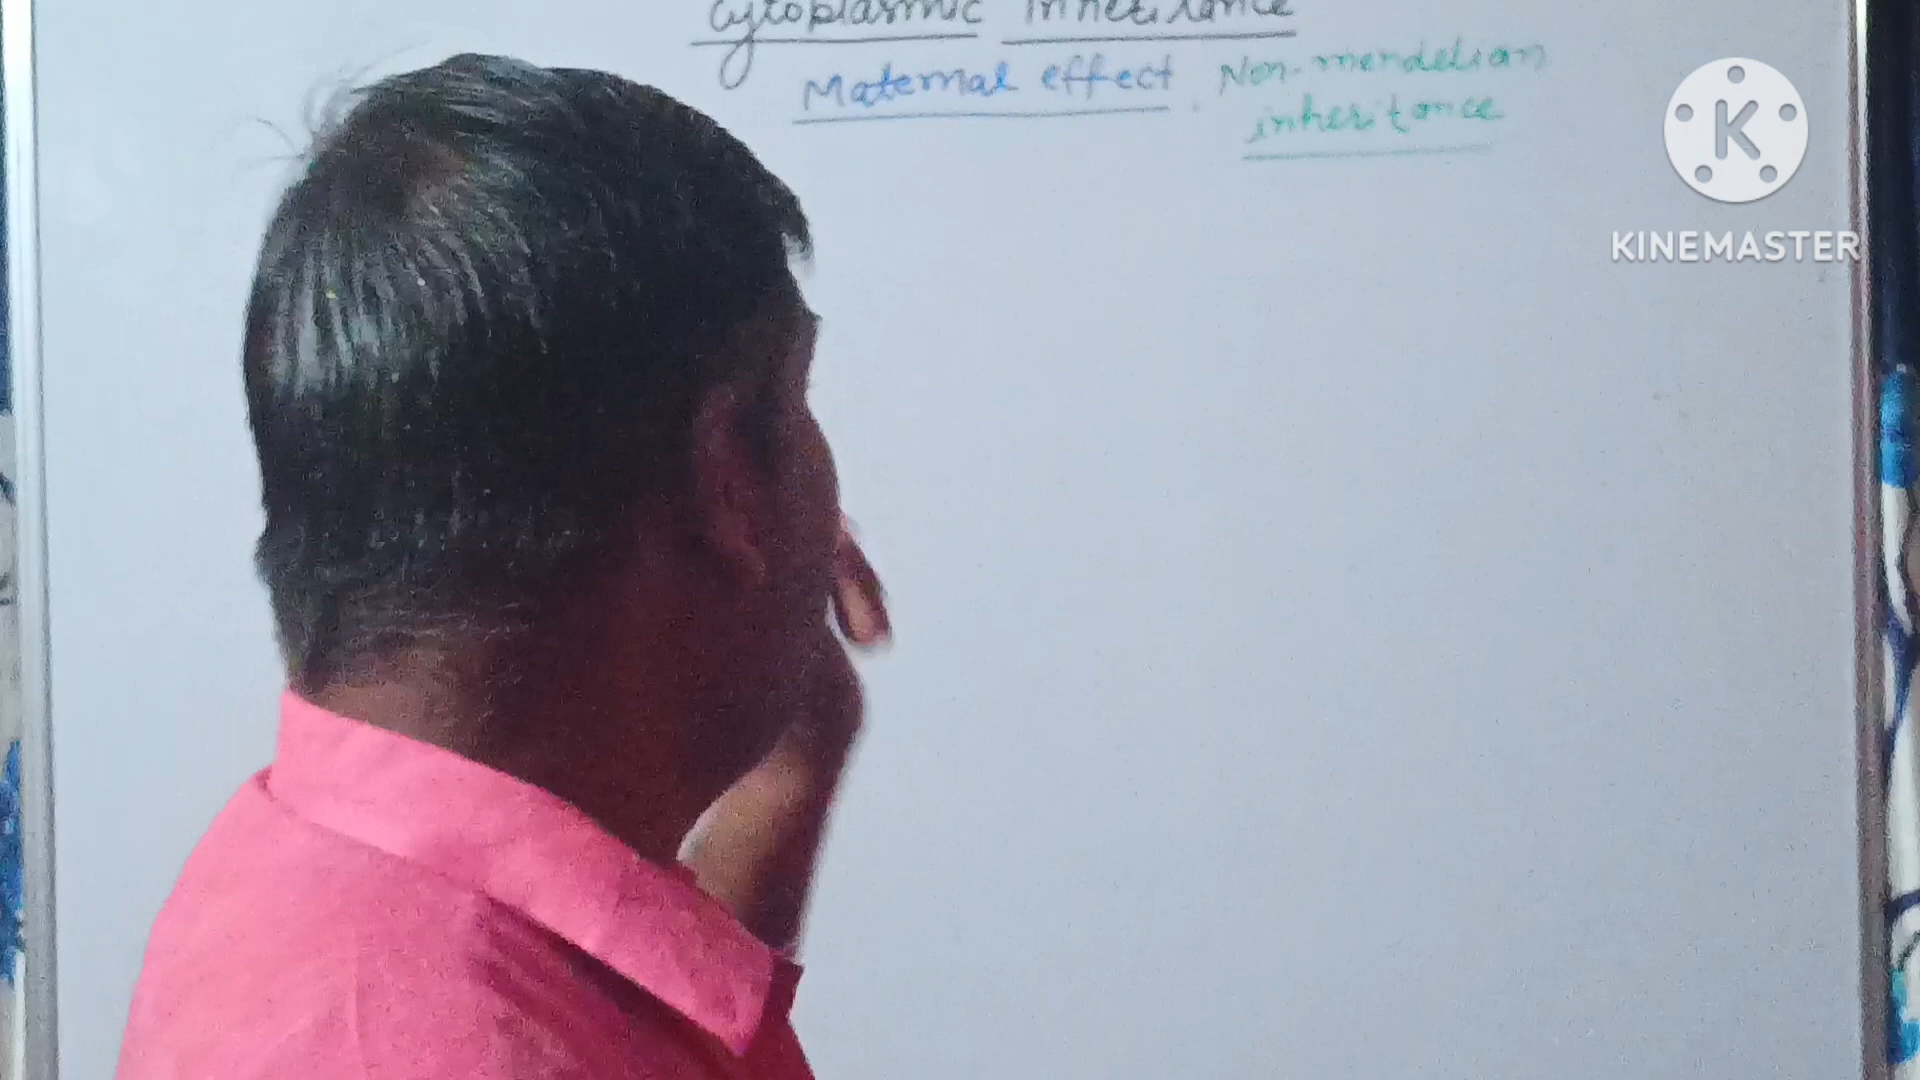 Cytoplasmic inheritance
Maternal effect, Non-mendelian
inheritance
K
KINEMASTER